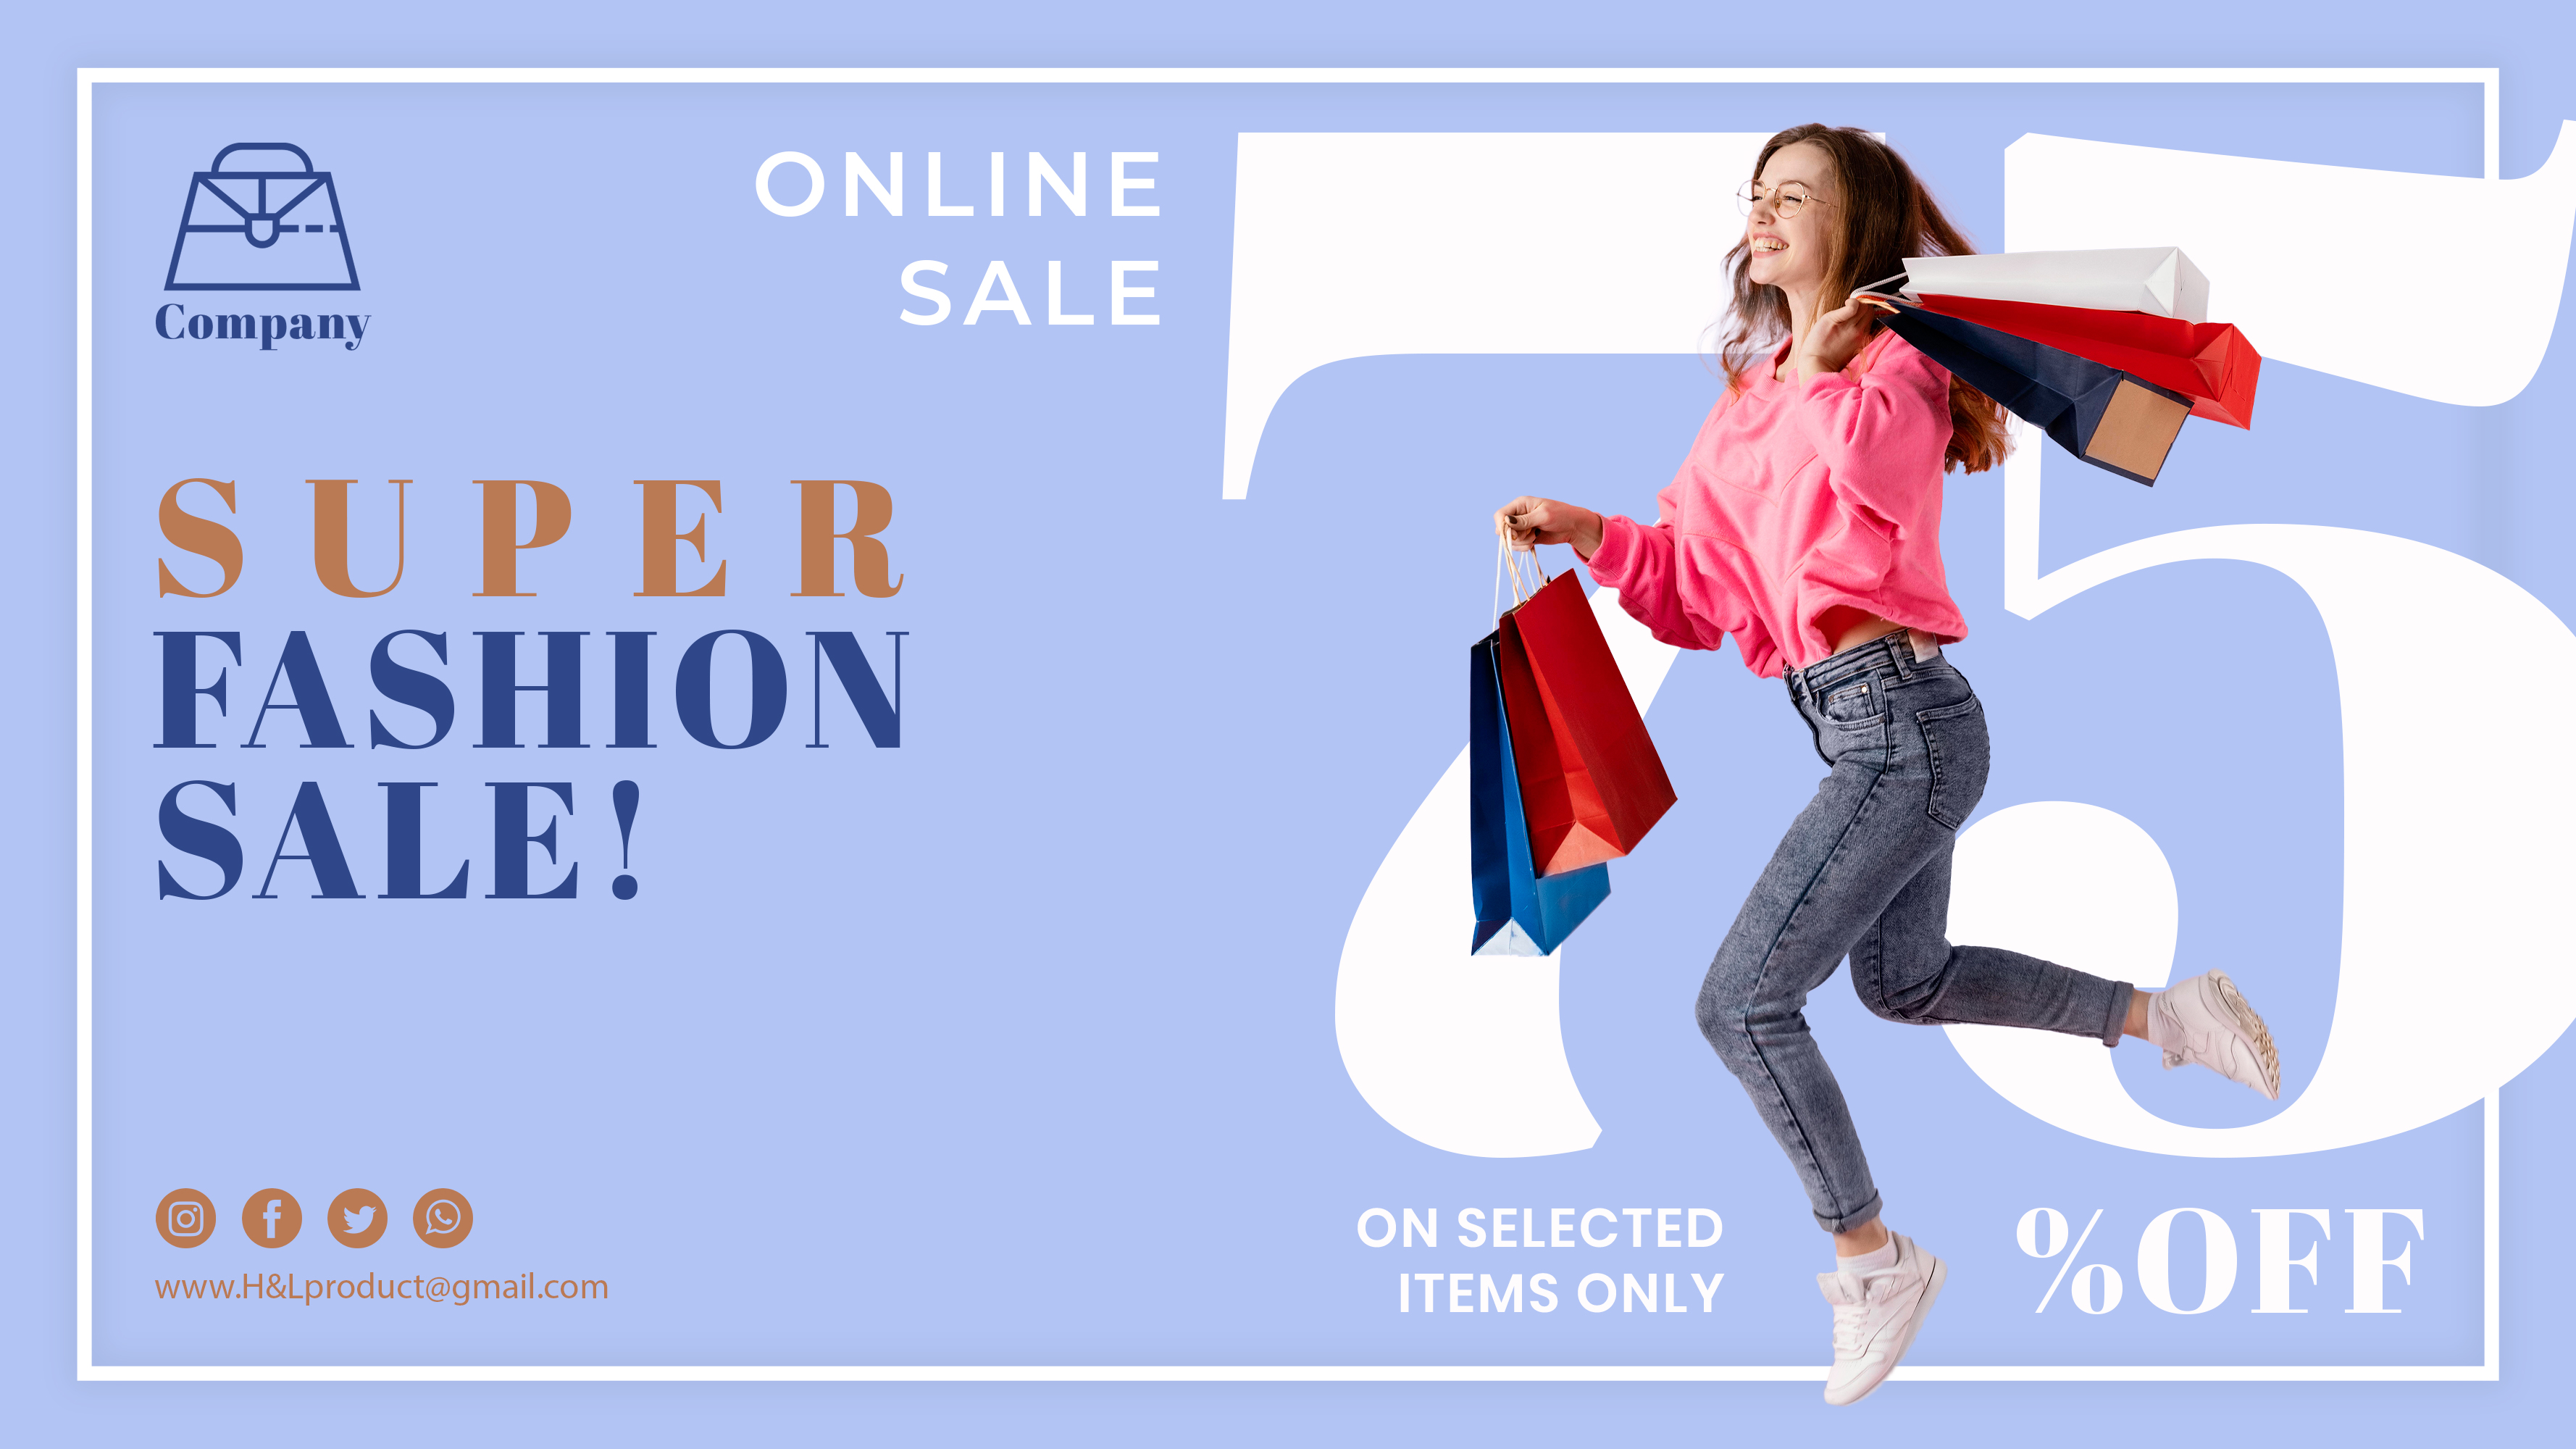 Company
ONLINE
SALE
SUPER
FASHION
SALE!
75
%OFF
ON SELECTED
ITEMS ONLY
www.H&Lproduct@gmail.com